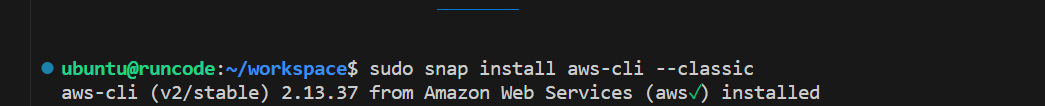 ubuntu@runcode:~/workspace$ sudo snap install aws-cli --classic
aws-cli (v2/stable) 2.13.37 from Amazon Web Services (aws✓) installed